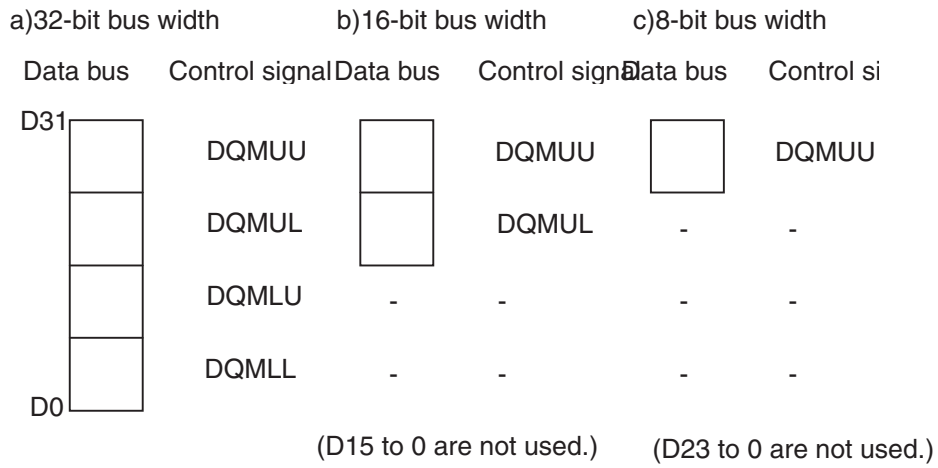 a)32-bit bus width b)16-bit bus width c)8-bit bus width
Data bus Control signal Data bus Control signal Data bus Control si
D31
DQMUU DQMUU DQMUU
DQMUL DQMUL - -
DQMLU - - - -
DQMLL - - - -
D0
(D15 to 0 are not used.) (D23 to 0 are not used.)